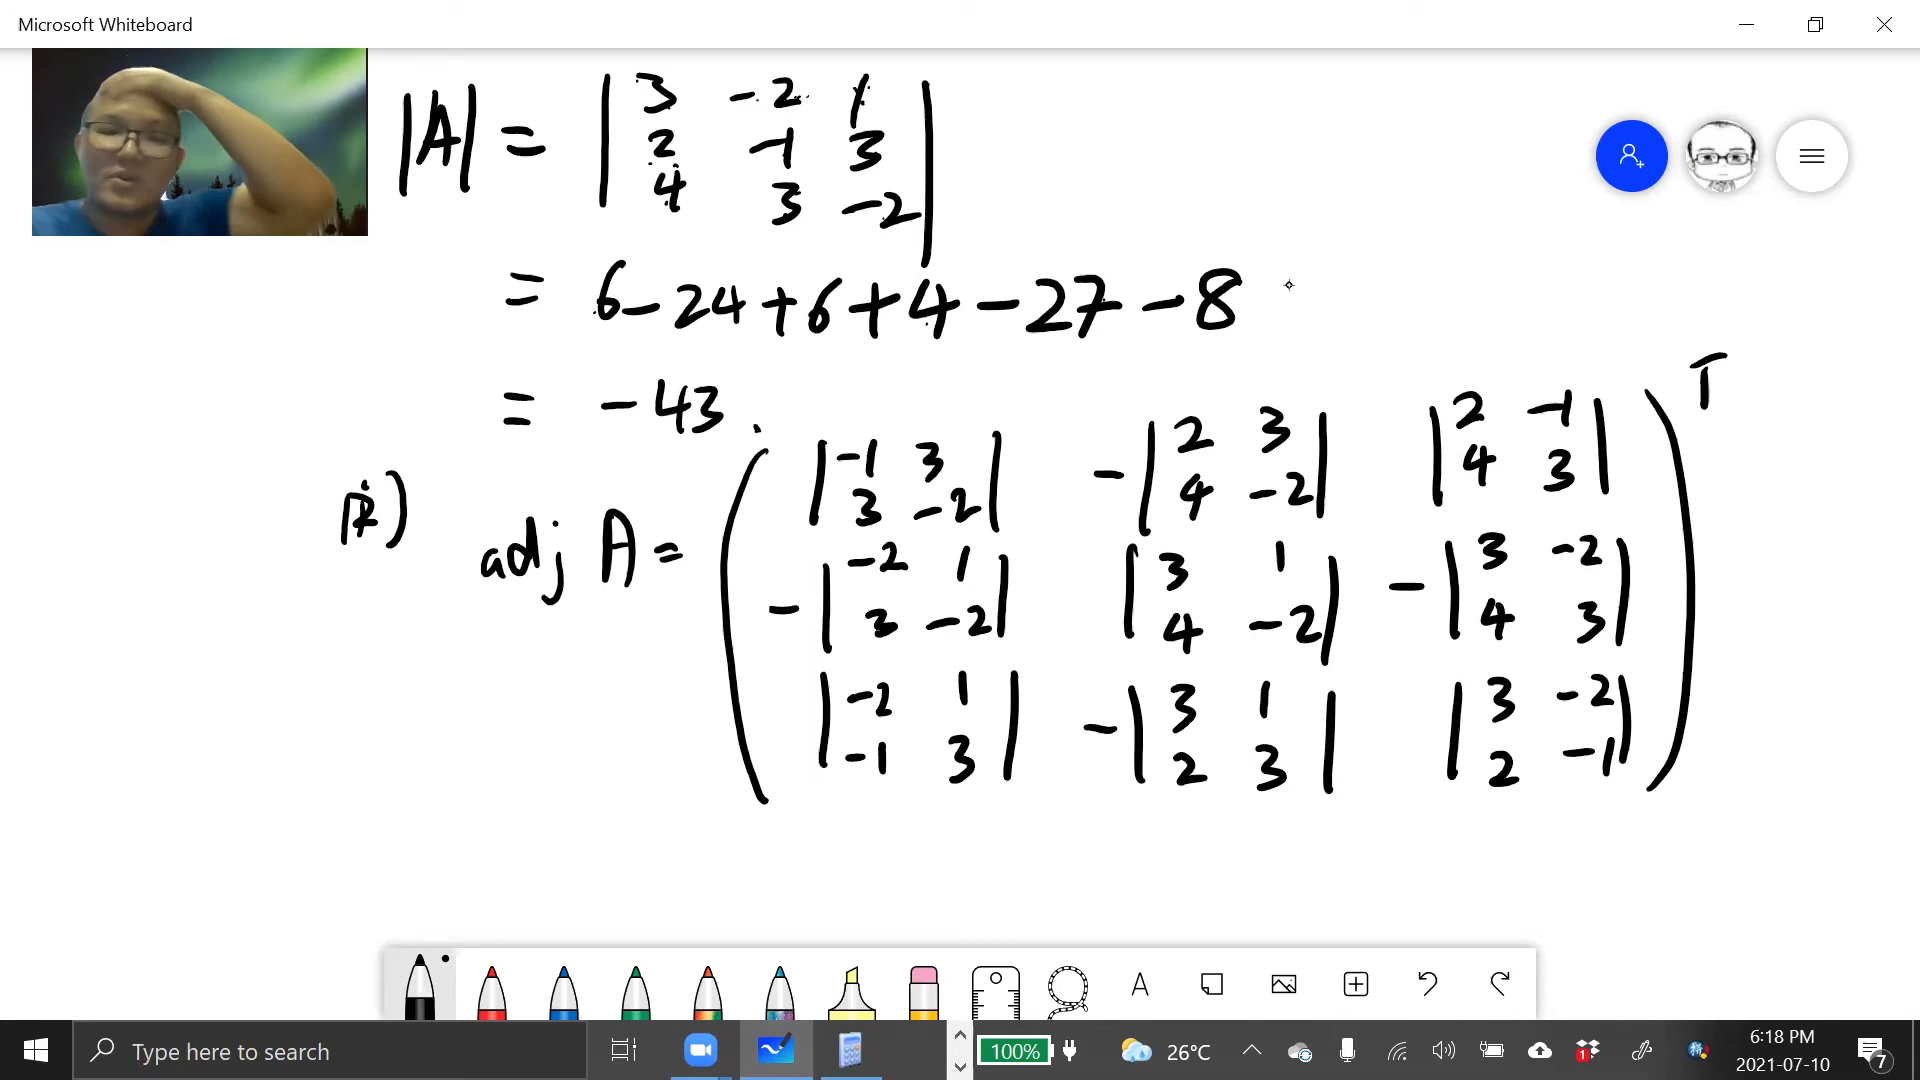 Microsoft Whiteboard
|A| = | 3 -2 1 |
| 2 -1 3 |
| 4 3 -2 |
= 6 - 24 + 6 + 4 - 27 - 8
= - 43 .
adj A = ( |-1 3| -|2 3| |2 -1| ) T
|3 -2| |4 -2| |4 3|
-|-2 1| |3 1| -|3 -2|
|3 -2| |4 -2| |4 3|
|-2 1| -|3 1| |3 -2|
|-1 3| |2 3| |2 -1|
A
Type here to search
100%
26°C
1
6:18 PM
2021-07-10
7